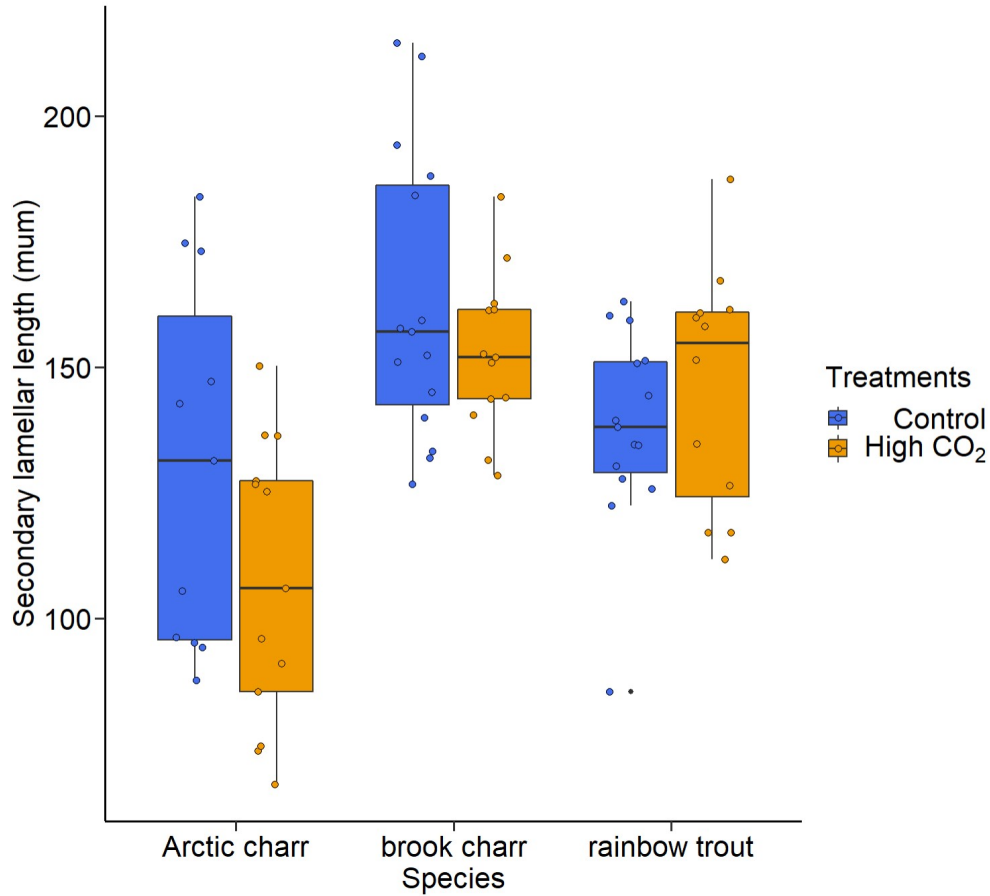 Secondary lamellar length (mum)
200
150
100
Arctic charr
brook charr
rainbow trout
Species
Treatments
Control
High CO₂